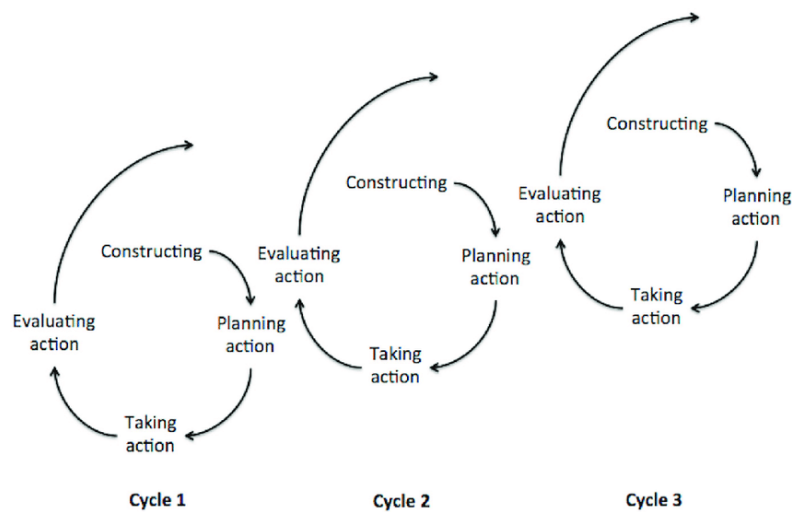 Constructing
Planning
action
Taking
action
Evaluating
action
Cycle 1
Constructing
Planning
action
Taking
action
Evaluating
action
Cycle 2
Constructing
Planning
action
Taking
action
Evaluating
action
Cycle 3